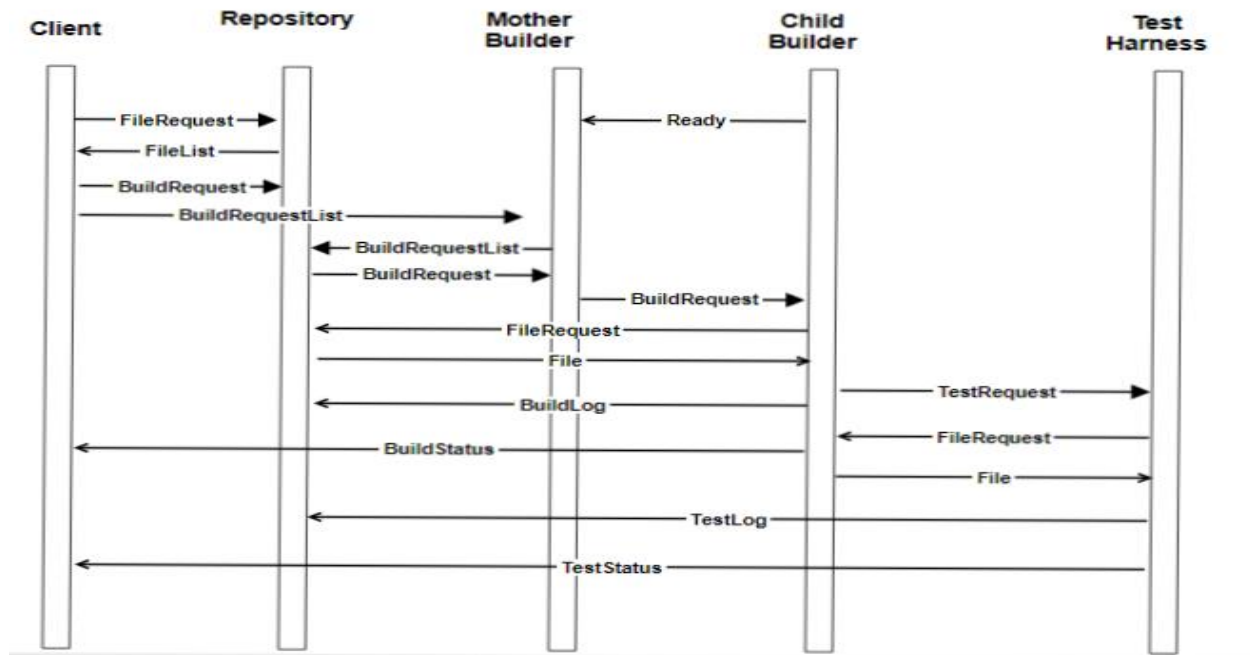 Client
Repository
Mother
Builder
Child
Builder
Test
Harness
FileRequest
Ready
FileList
BuildRequest
BuildRequestList
BuildRequestList
BuildRequest
BuildRequest
FileRequest
File
TestRequest
BuildLog
FileRequest
BuildStatus
File
TestLog
TestStatus